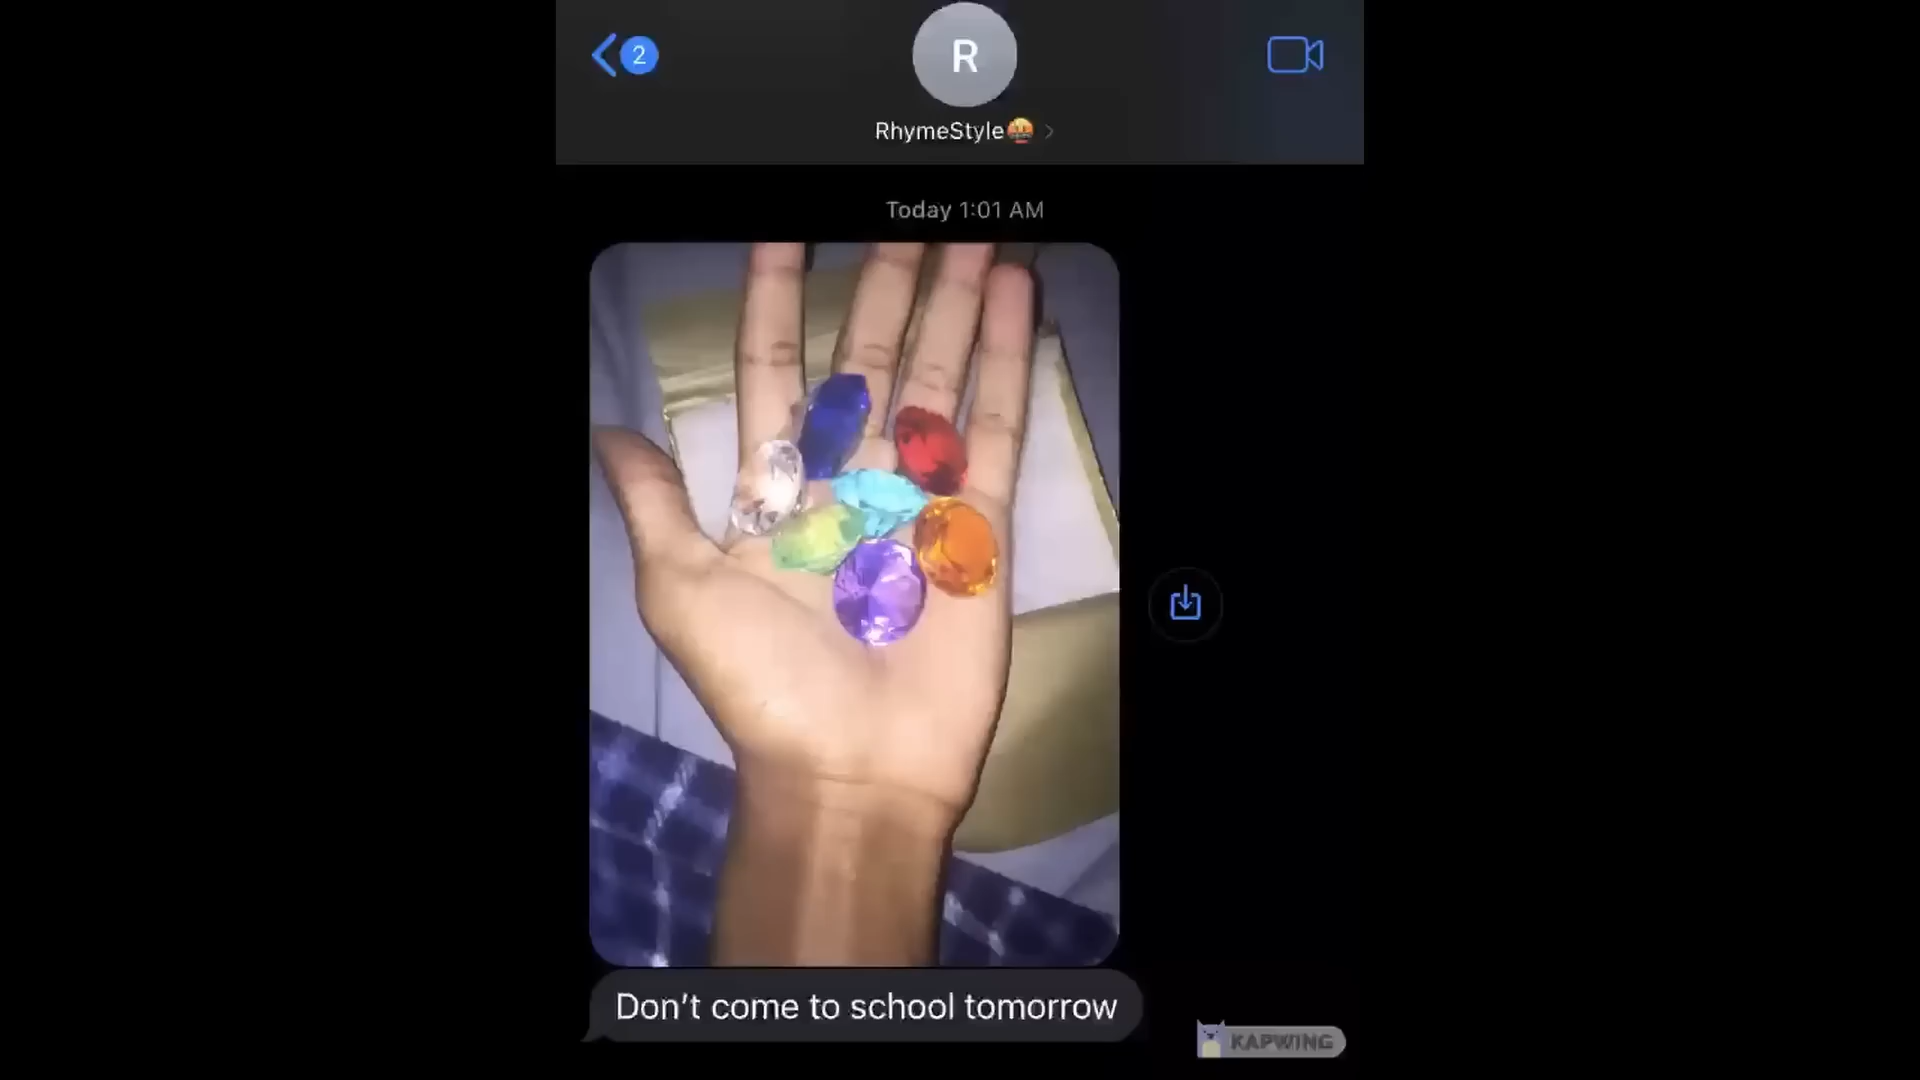 2
R
RhymeStyle🤬
Today 1:01 AM
Don't come to school tomorrow
KAPWING